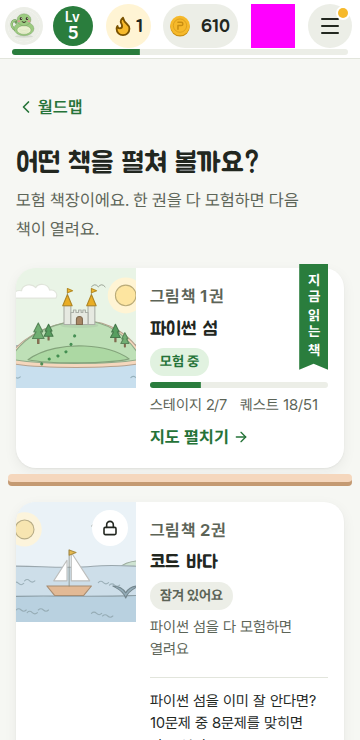 Lv
5
1
610
월드맵
어떤 책을 펼쳐 볼까요?
모험 책장이에요. 한 권을 다 모험하면 다음
책이 열려요.
지금 읽는 책
그림책 1권
파이썬 섬
모험 중
스테이지 2/7 퀘스트 18/51
지도 펼치기
그림책 2권
코드 바다
잠겨 있어요
파이썬 섬을 다 모험하면
열려요
파이썬 섬을 이미 잘 안다면?
10문제 중 8문제를 맞히면